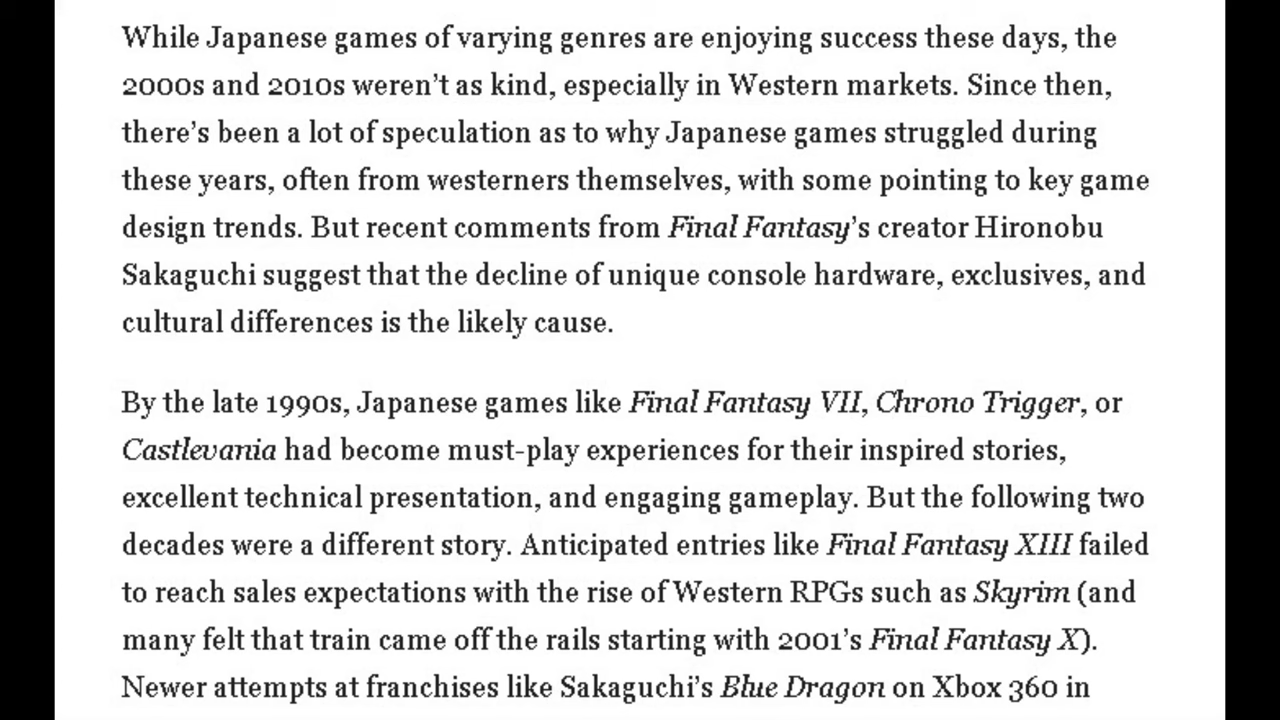 While Japanese games of varying genres are enjoying success these days, the
2000s and 2010s weren’t as kind, especially in Western markets. Since then,
there’s been a lot of speculation as to why Japanese games struggled during
these years, often from westerners themselves, with some pointing to key game
design trends. But recent comments from Final Fantasy’s creator Hironobu
Sakaguchi suggest that the decline of unique console hardware, exclusives, and
cultural differences is the likely cause.
By the late 1990s, Japanese games like Final Fantasy VII, Chrono Trigger, or
Castlevania had become must-play experiences for their inspired stories,
excellent technical presentation, and engaging gameplay. But the following two
decades were a different story. Anticipated entries like Final Fantasy XIII failed
to reach sales expectations with the rise of Western RPGs such as Skyrim (and
many felt that train came off the rails starting with 2001’s Final Fantasy X).
Newer attempts at franchises like Sakaguchi’s Blue Dragon on Xbox 360 in